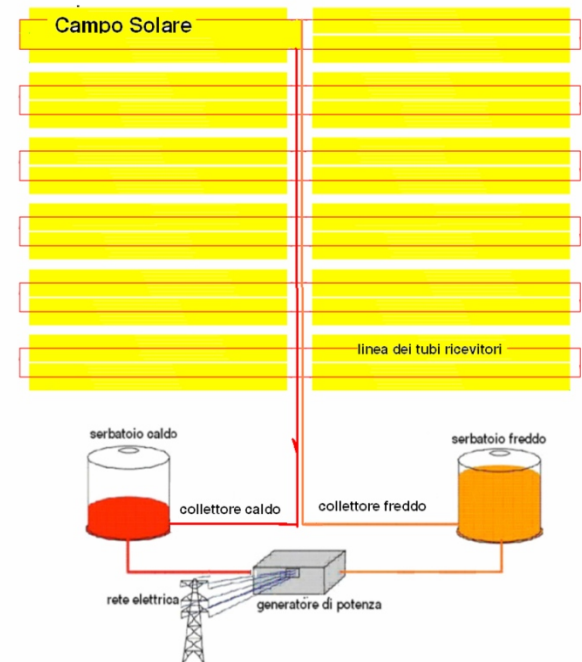 Campo Solare
linea dei tubi ricevitori
serbatoio caldo
serbatoio freddo
collettore caldo
collettore freddo
rete elettrica
generatore di potenza